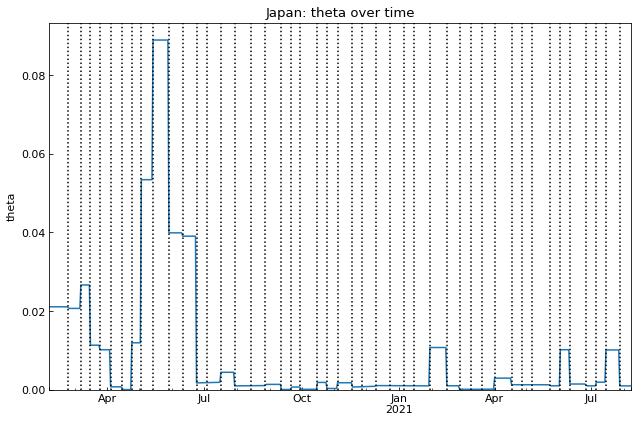 Japan: theta over time
0.08
0.06
0.04
0.02
0.00
theta
Apr
Jul
Oct
Jan
2021
Apr
Jul